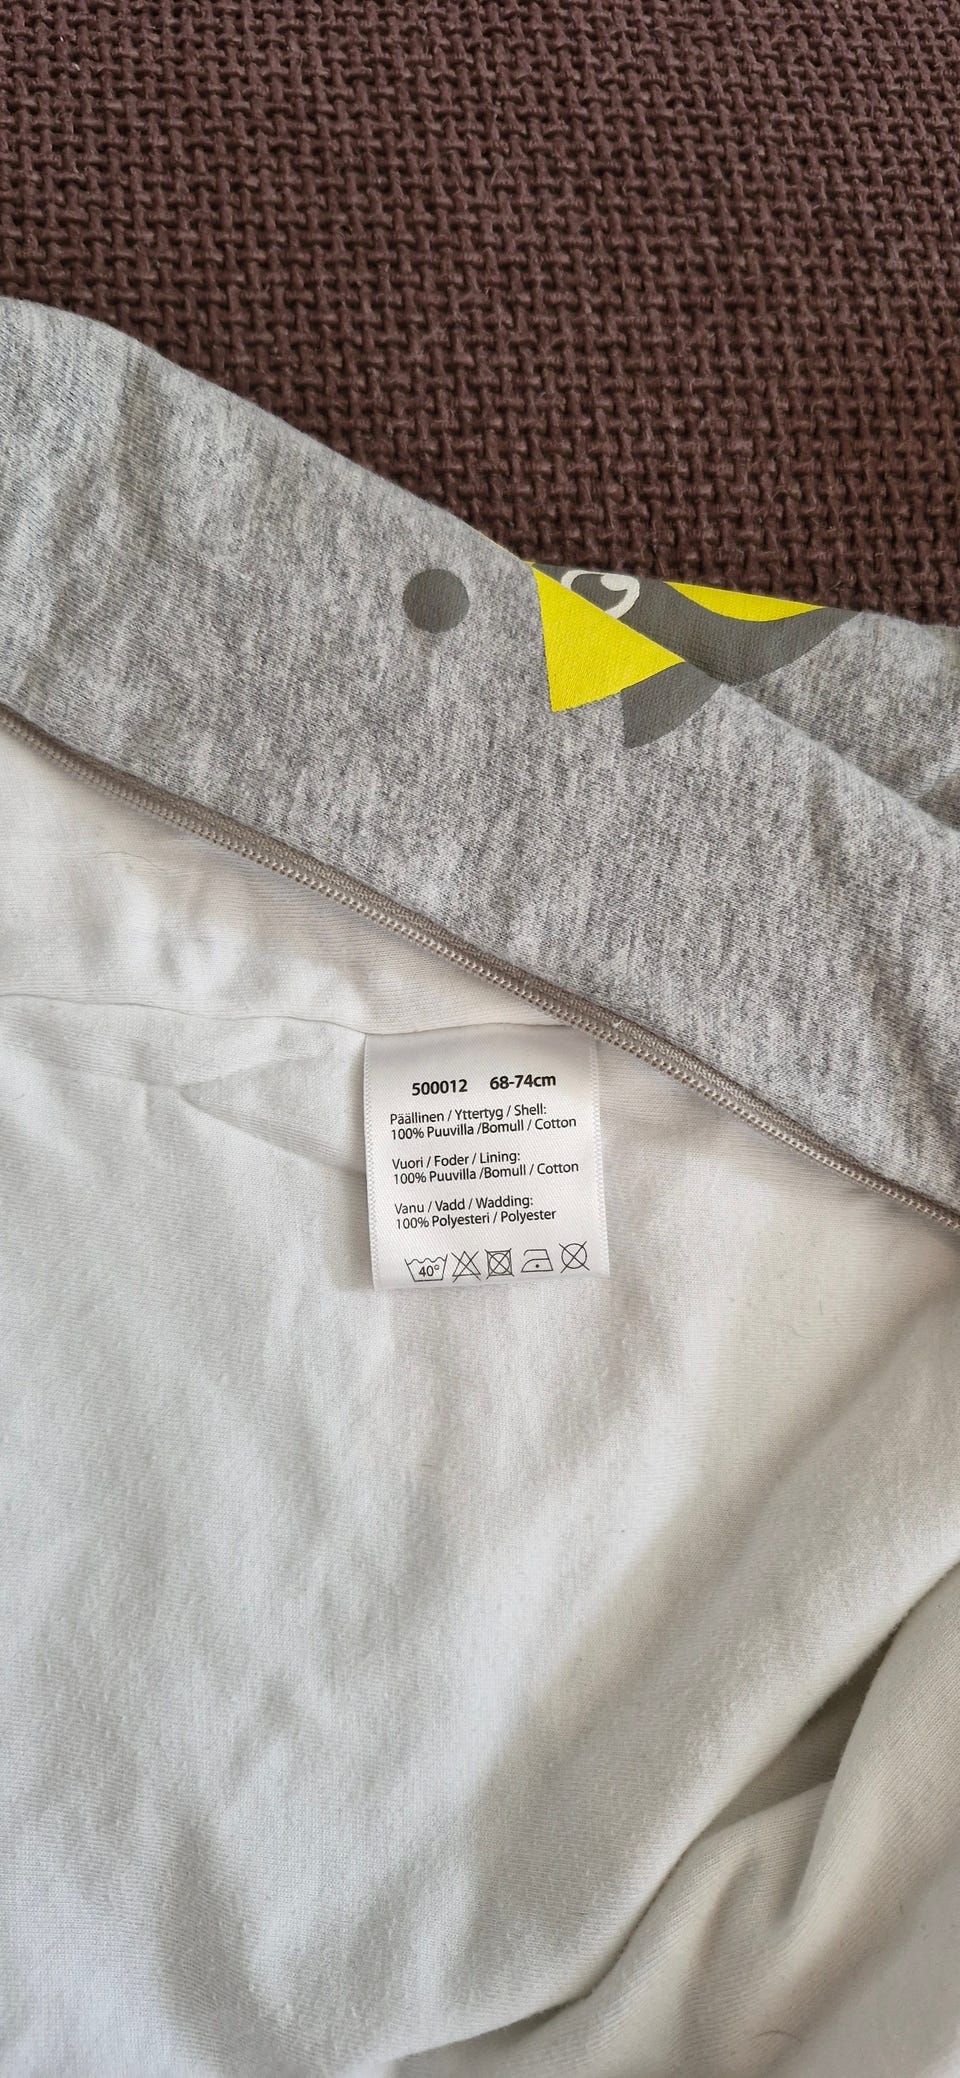 500012 68-74cm
Päällinen / Yttertyg / Shell:
100% Puuvilla /Bomull / Cotton
Vuori / Foder / Lining:
100% Puuvilla /Bomull / Cotton
Vanu / Vadd / Wadding:
100% Polyesteri / Polyester
40°